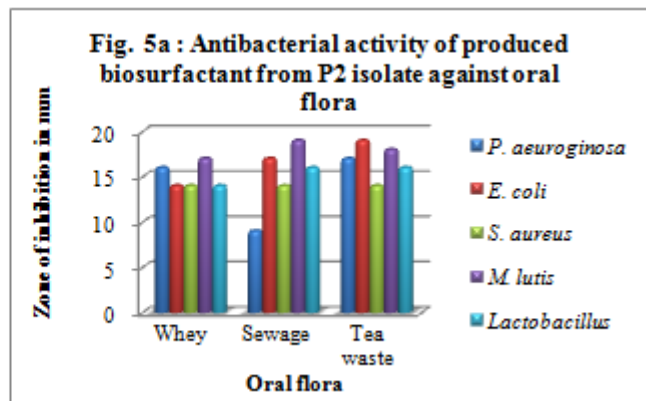 Fig. 5a : Antibacterial activity of produced
biosurfactant from P2 isolate against oral
flora
Zone of inhibition in mm
20
15
10
5
0
Whey
Sewage
Tea
waste
Oral flora
P. aeuroginosa
E. coli
S. aureus
M. lutis
Lactobacillus